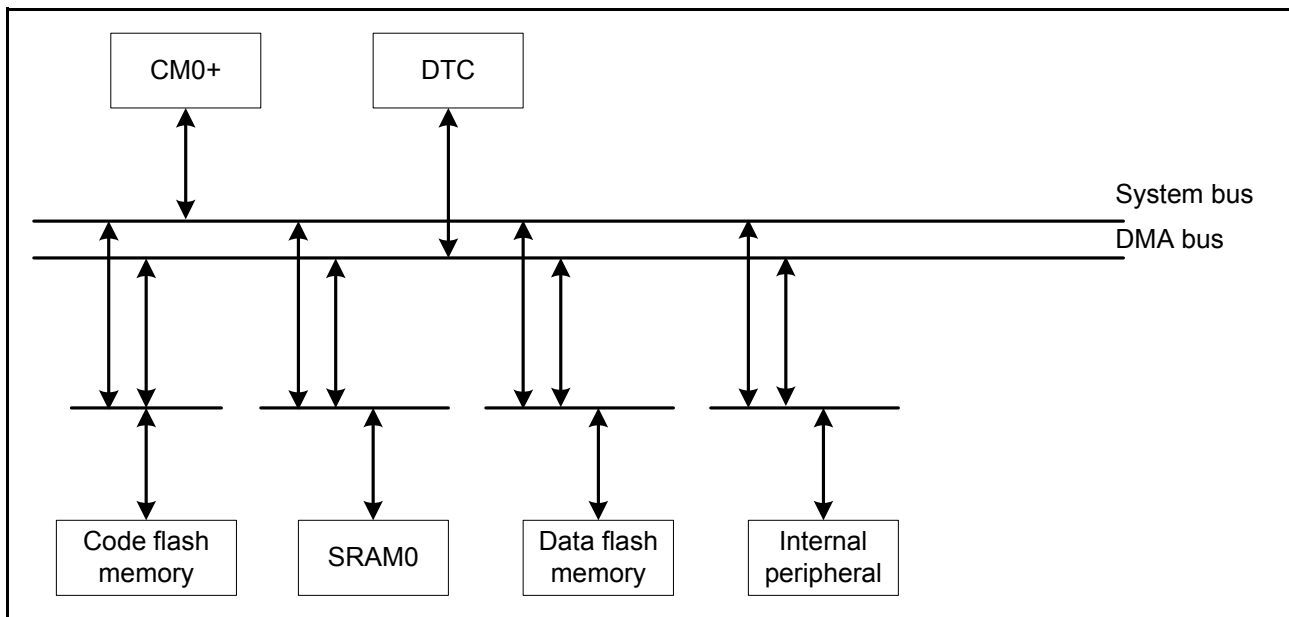 CM0+
DTC
System bus
DMA bus
Code flash
memory
SRAM0
Data flash
memory
Internal
peripheral